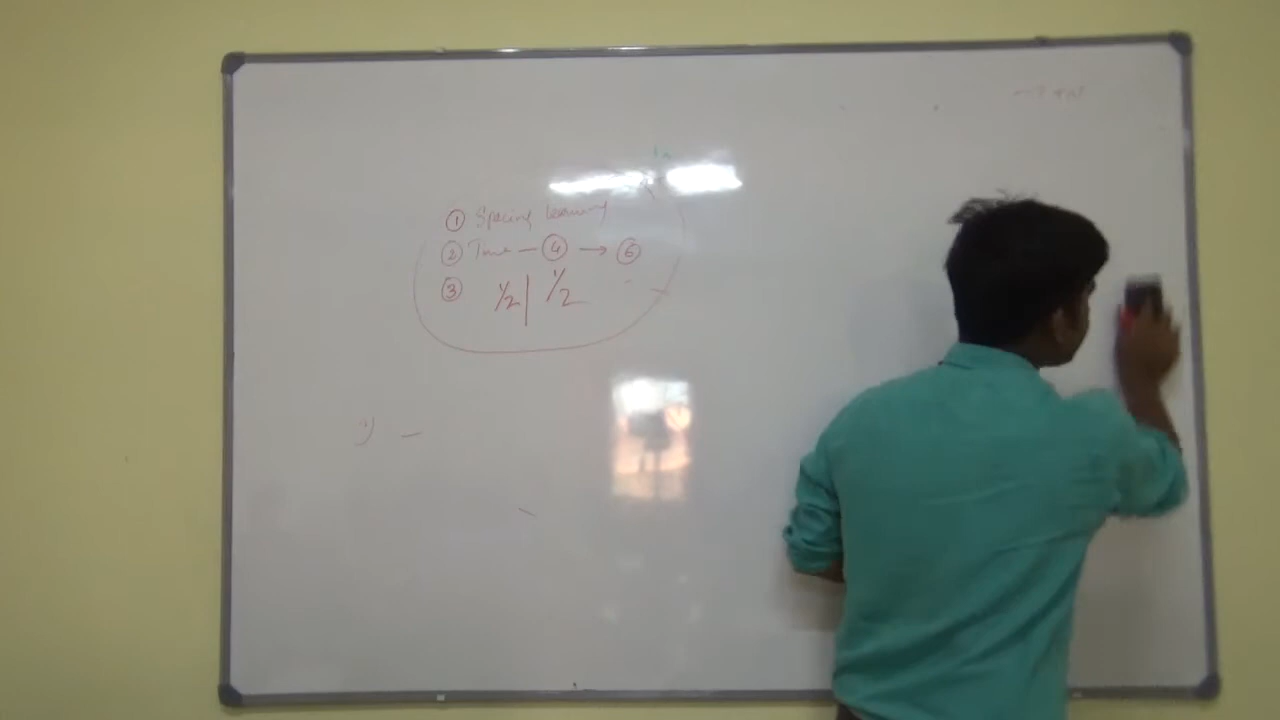 ① Spacing Learning
② Time — ④ → ⑥
③ 1/2 | 1/2